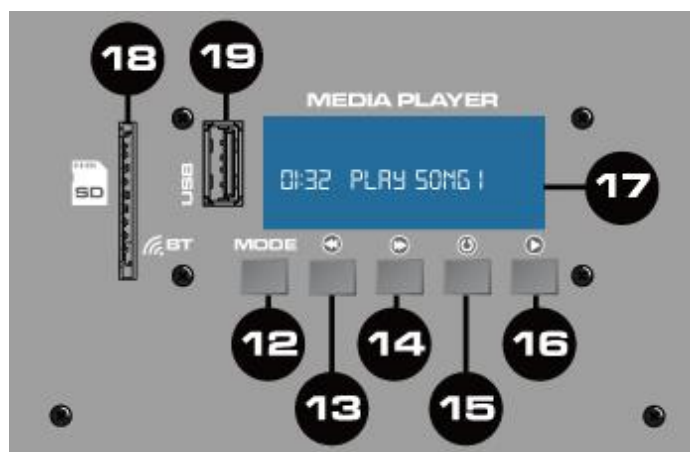 18
19
MEDIA PLAYER
01:32 PLAY SONG 1
17
SD
USB
BT
MODE
12
14
16
13
15